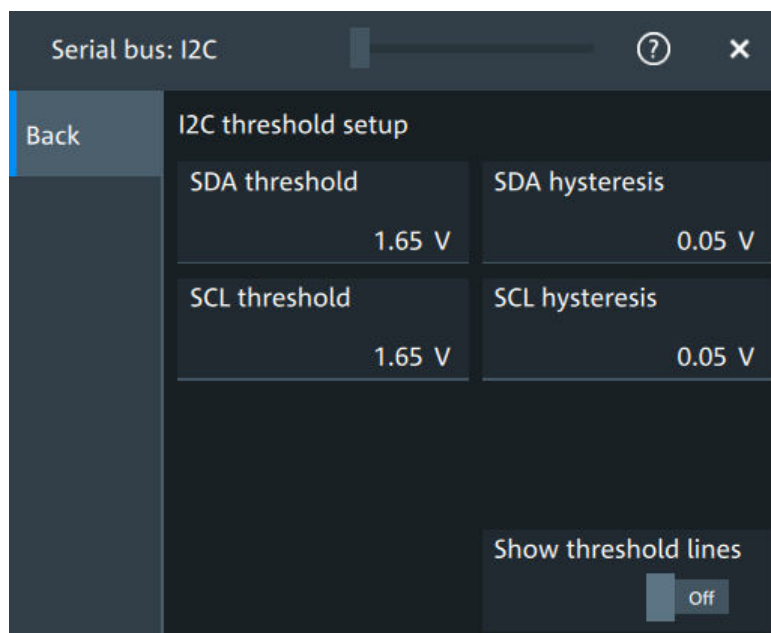 Serial bus: I2C
?
×
Back
I2C threshold setup
SDA threshold
1.65 V
SDA hysteresis
0.05 V
SCL threshold
1.65 V
SCL hysteresis
0.05 V
Show threshold lines
Off